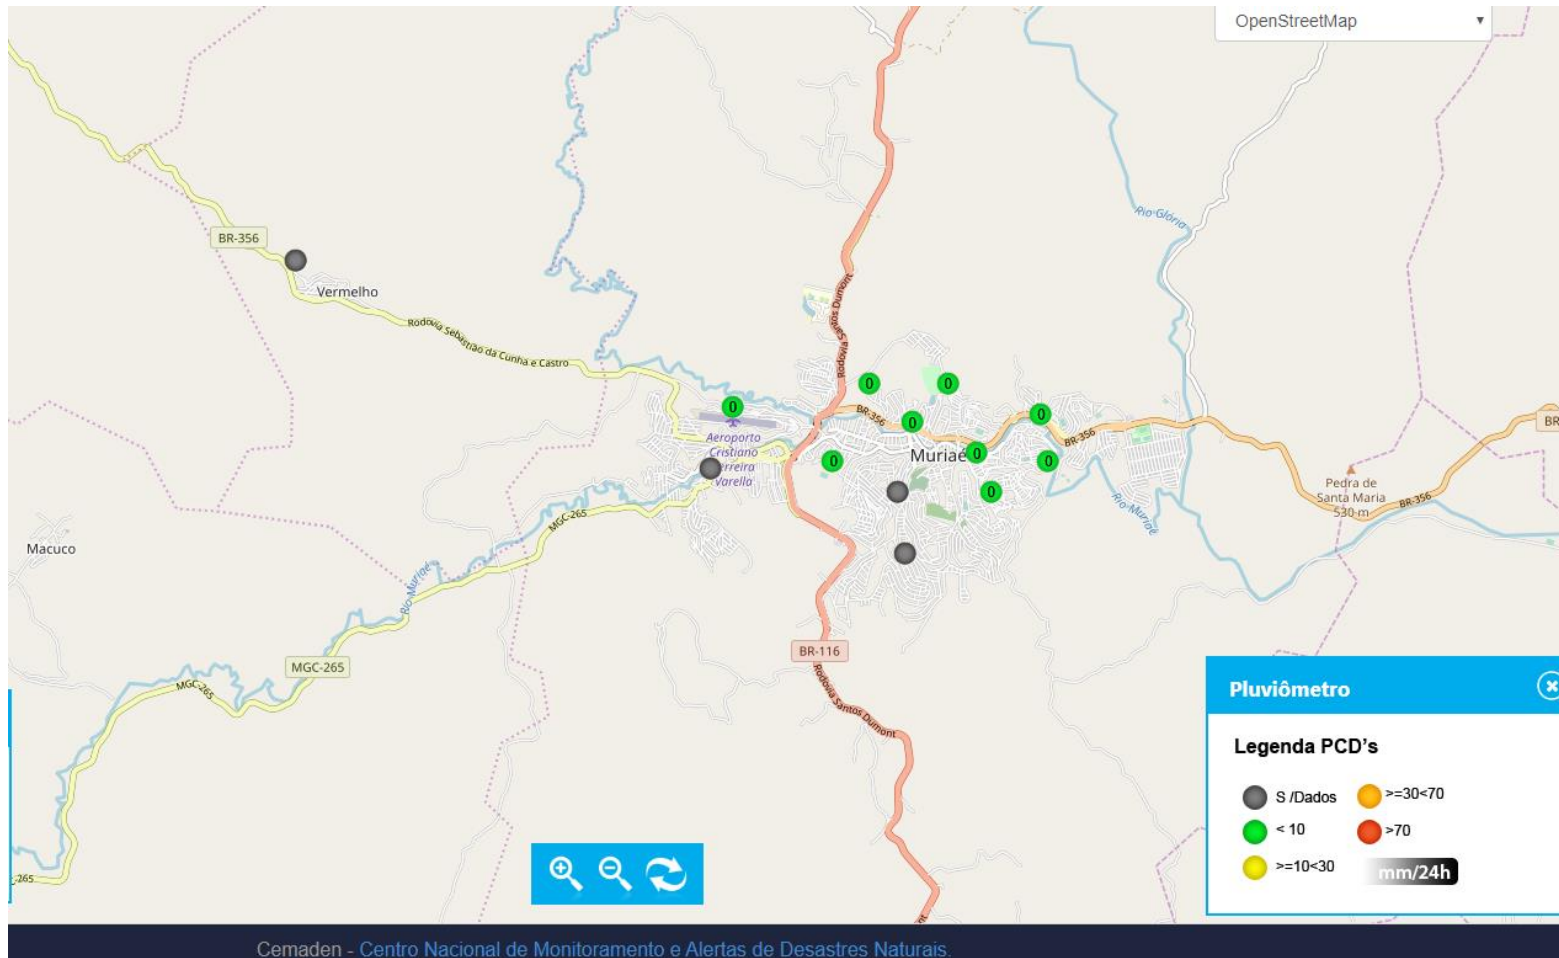 OpenStreetMap
Rio Glória
BR-356
Vermelho
Rodovia Santos Dumont
Rodovia Sebastião da Cunha e Castro
0
0
0
0
0
BR-356
Aeroporto
Cristiano
Ferreira
Varella
0
Muriaé
0
0
0
BR-356
BR
Pedra de
Santa Maria
530 m
BR-356
Rio Muriaé
MGC-265
Macuco
Rio Muriaé
BR-116
MGC-265
MGC-265
Rodovia Santos Dumont
Pluviômetro
Legenda PCD's
S /Dados
>=30<70
< 10
>70
>=10<30
mm/24h
-265
nt
Cemaden - Centro Nacional de Monitoramento e Alertas de Desastres Naturais.